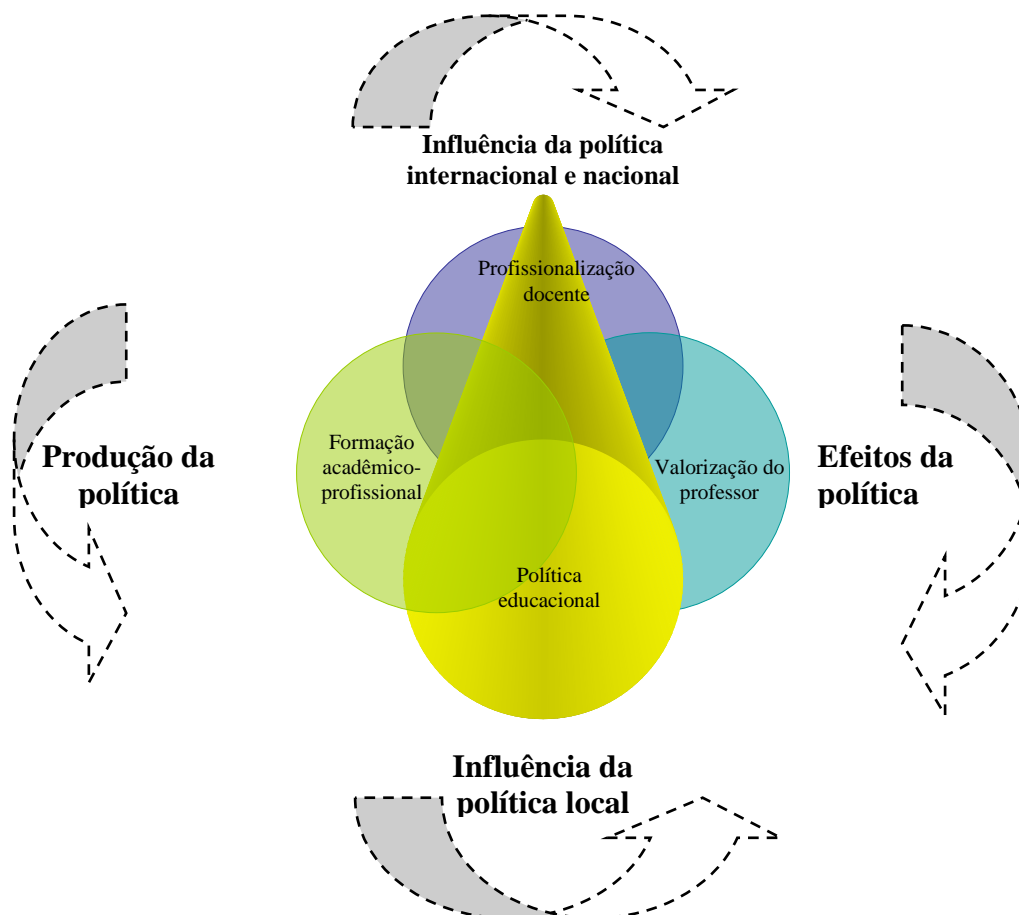 Influência da política
internacional e nacional
Profissionalização
docente
Formação
acadêmico-
profissional
Valorização do
professor
Produção da
política
Efeitos da
política
Política
educacional
Influência da
política local